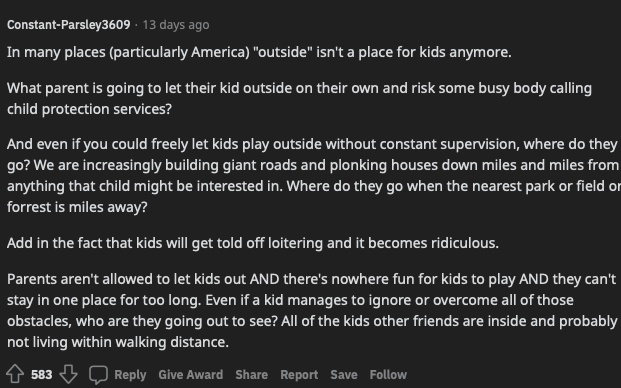 Constant-Parsley3609 · 13 days ago
In many places (particularly America) "outside" isn't a place for kids anymore.
What parent is going to let their kid outside on their own and risk some busy body calling
child protection services?
And even if you could freely let kids play outside without constant supervision, where do they
go? We are increasingly building giant roads and plonking houses down miles and miles from
anything that child might be interested in. Where do they go when the nearest park or field or
forrest is miles away?
Add in the fact that kids will get told off loitering and it becomes ridiculous.
Parents aren't allowed to let kids out AND there's nowhere fun for kids to play AND they can't
stay in one place for too long. Even if a kid manages to ignore or overcome all of those
obstacles, who are they going out to see? All of the kids other friends are inside and probably
not living within walking distance.
583 Reply Give Award Share Report Save Follow